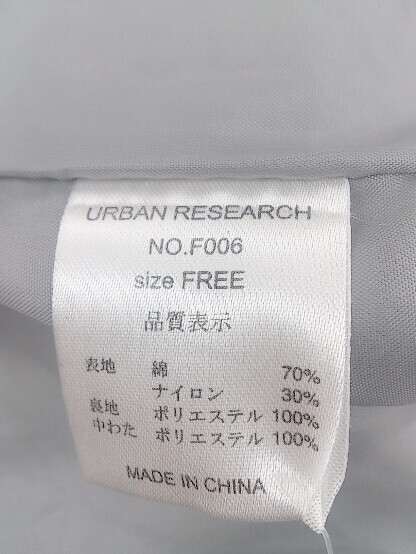 URBAN RESEARCH
NO.F006
size FREE
品質表示
表地 綿 70%
ナイロン 30%
裏地 ポリエステル 100%
中わた ポリエステル 100%
MADE IN CHINA